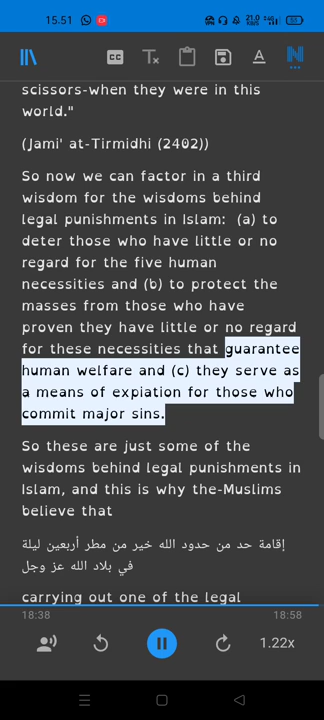 15.51
21.0 KB/s
CC
scissors-when they were in this
world."
(Jami' at-Tirmidhi (2402))
So now we can factor in a third
wisdom for the wisdoms behind
legal punishments in Islam: (a) to
deter those who have little or no
regard for the five human
necessities and (b) to protect the
masses from those who have
proven they have little or no regard
for these necessities that guarantee
human welfare and (c) they serve as
a means of expiation for those who
commit major sins.
So these are just some of the
wisdoms behind legal punishments in
Islam, and this is why the-Muslims
believe that
إقامة حد من حدود الله خير من مطر أربعين ليلة
في بلاد الله عز وجل
carrying out one of the legal
18:38
18:58
1.22x